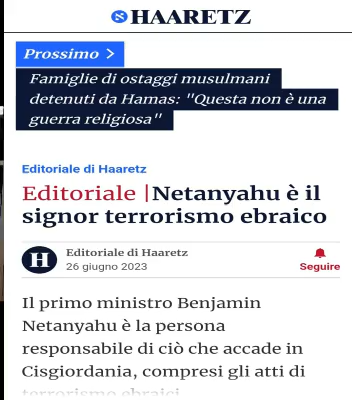 HAARETZ
Prossimo >
Famiglie di ostaggi musulmani
detenuti da Hamas: "Questa non è una
guerra religiosa"
Editoriale di Haaretz
Editoriale |Netanyahu è il
signor terrorismo ebraico
H
Editoriale di Haaretz
26 giugno 2023
Seguire
Il primo ministro Benjamin
Netanyahu è la persona
responsabile di ciò che accade in
Cisgiordania, compresi gli atti di
terrorismo ebraici